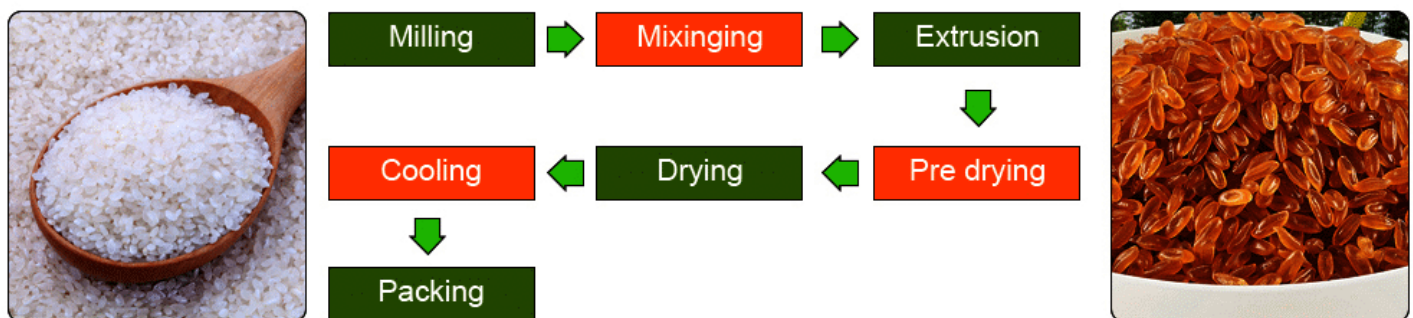 Milling
Mixinging
Extrusion
Pre drying
Drying
Cooling
Packing